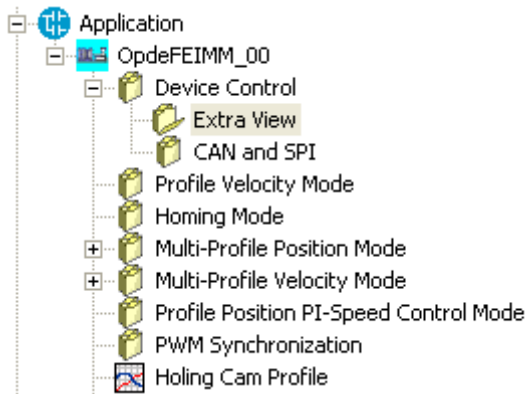 Application
OpdeFEIMM_00
Device Control
Extra View
CAN and SPI
Profile Velocity Mode
Homing Mode
Multi-Profile Position Mode
Multi-Profile Velocity Mode
Profile Position PI-Speed Control Mode
PWM Synchronization
Holing Cam Profile